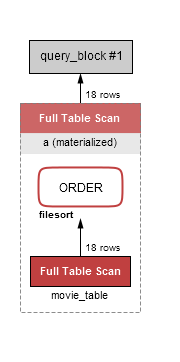 query_block #1
18 rows
Full Table Scan
a (materialized)
ORDER
filesort
18 rows
Full Table Scan
movie_table